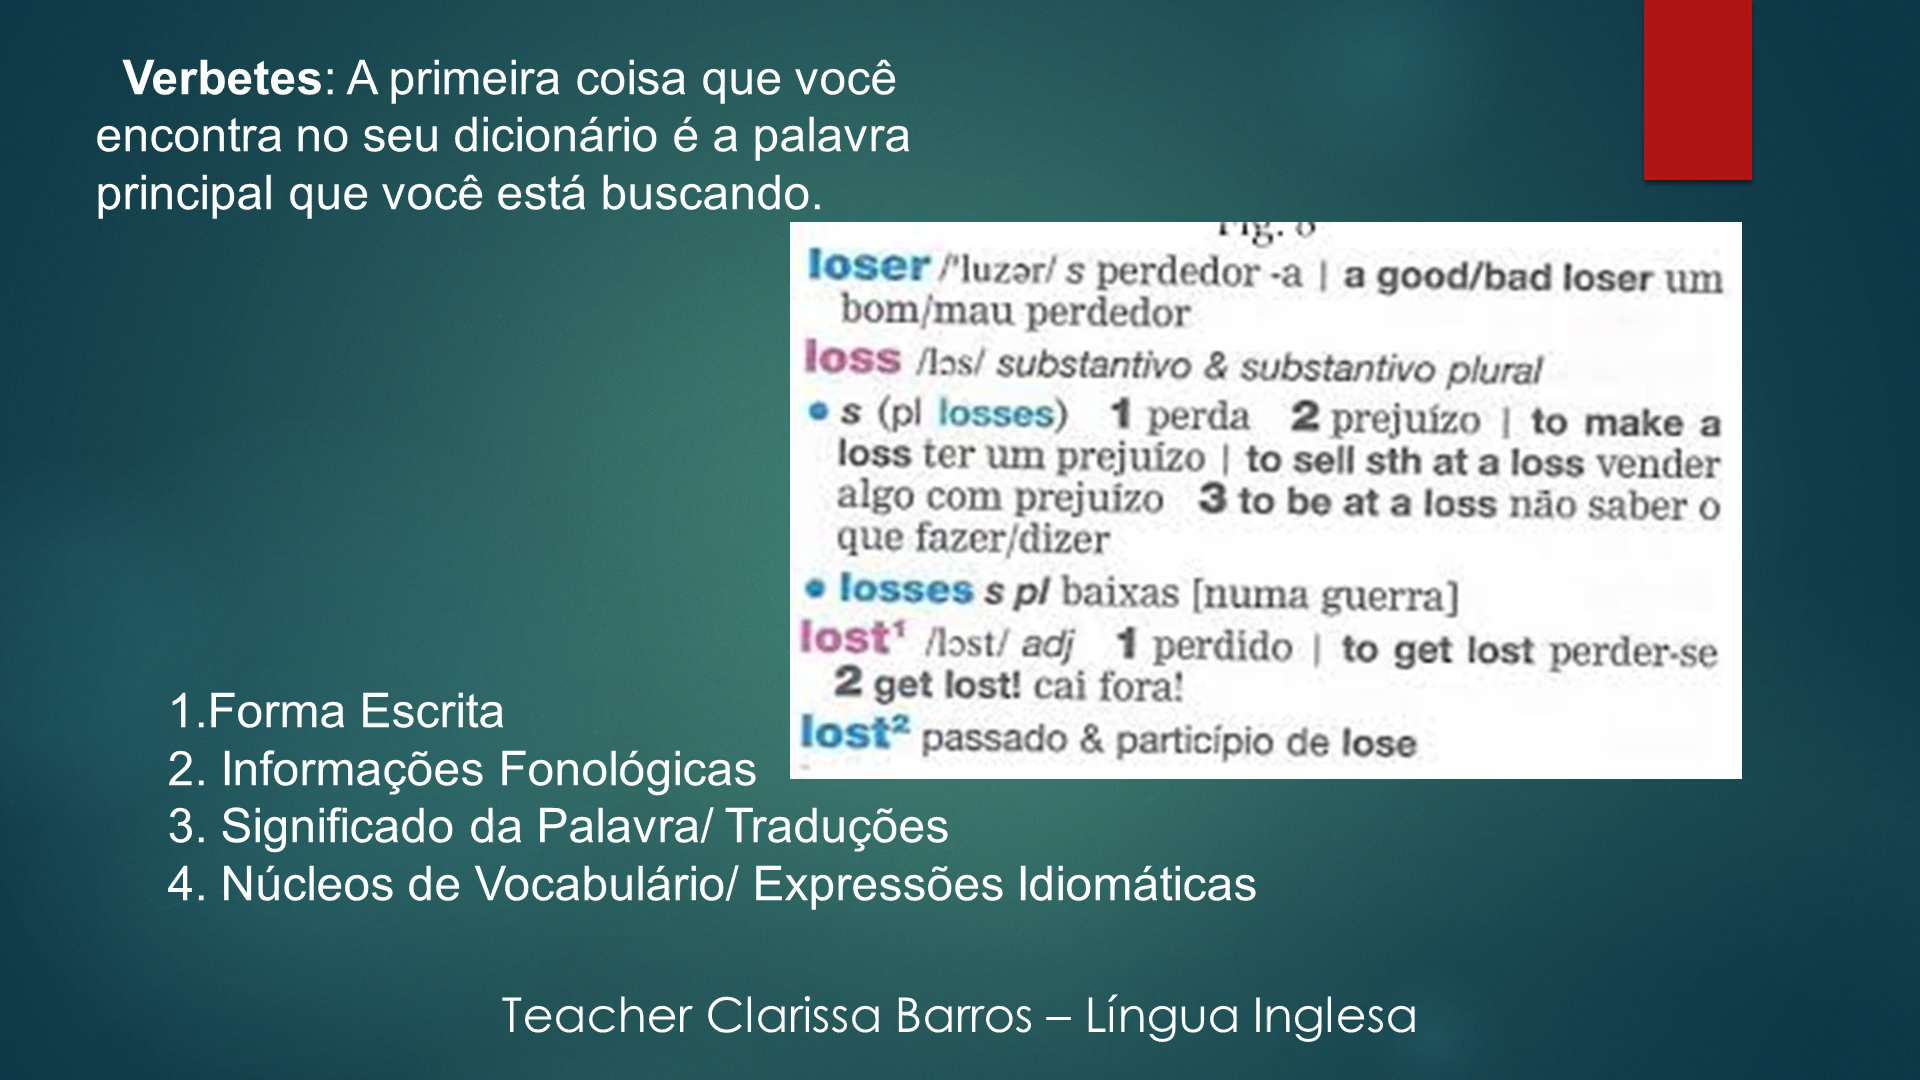 Verbetes: A primeira coisa que você
encontra no seu dicionário é a palavra
principal que você está buscando.
Fig. 8
loser /ˈluzər/ s perdedor -a | a good/bad loser um
bom/mau perdedor
loss /lɔs/ substantivo & substantivo plural
• s (pl losses) 1 perda 2 prejuízo | to make a
loss ter um prejuízo | to sell sth at a loss vender
algo com prejuízo 3 to be at a loss não saber o
que fazer/dizer
• losses s pl baixas [numa guerra]
lost¹ /lɔst/ adj 1 perdido | to get lost perder-se
2 get lost! cai fora!
lost² passado & particípio de lose
1.Forma Escrita
2. Informações Fonológicas
3. Significado da Palavra/ Traduções
4. Núcleos de Vocabulário/ Expressões Idiomáticas
Teacher Clarissa Barros – Língua Inglesa